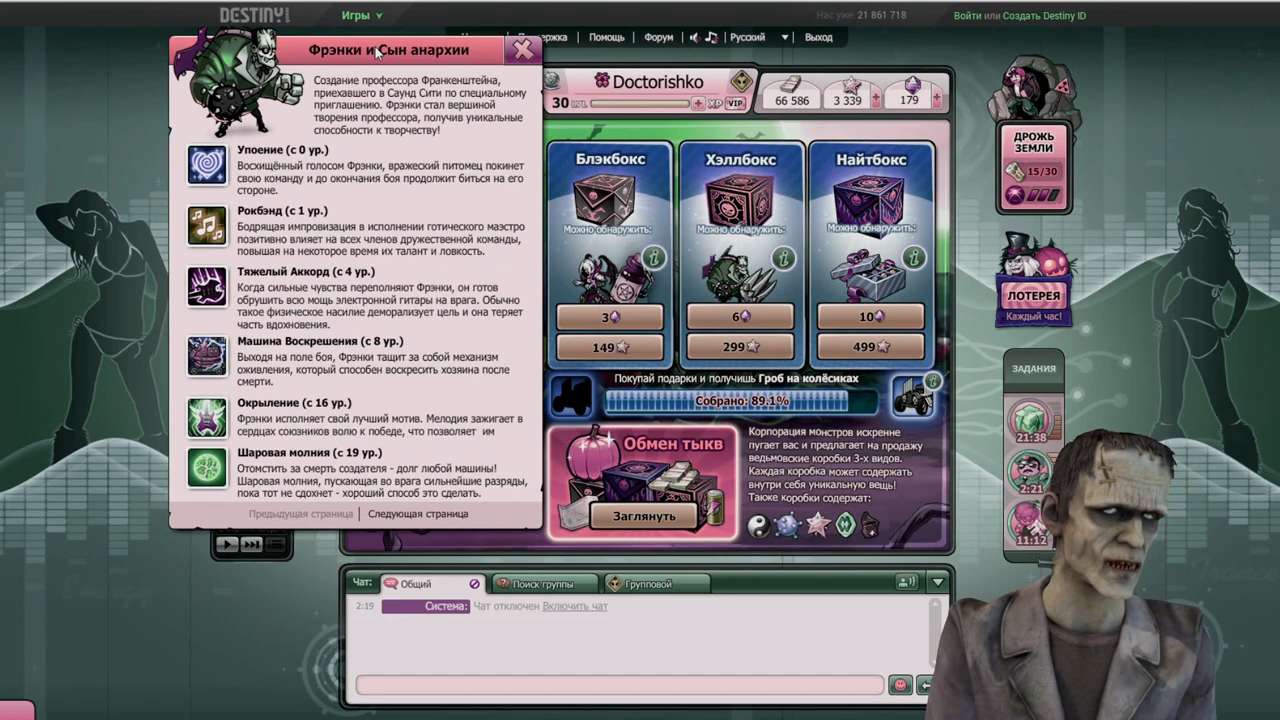 DESTINY
Игры
Нас уже: 21 861 718
Войти или Создать Destiny ID
Помощь
Форум
Русский
Выход
Фрэнки и Сын анархии
Создание профессора Франкенштейна,
приехавшего в Саунд Сити по специальному
приглашению. Фрэнки стал вершиной
творения профессора, получив уникальные
способности к творчеству!
Упоение (с 0 ур.)
Восхищённый голосом Фрэнки, вражеский питомец покинет
свою команду и до окончания боя продолжит биться на его
стороне.
Рокбэнд (с 1 ур.)
Бодрящая импровизация в исполнении готического маэстро
позитивно влияет на всех членов дружественной команды,
повышая на некоторое время их талант и ловкость.
Тяжелый Аккорд (с 4 ур.)
Когда сильные чувства переполняют Фрэнки, он готов
обрушить всю мощь электронной гитары на врага. Обычно
такое физическое насилие деморализует цель и она теряет
часть вдохновения.
Машина Воскрешения (с 8 ур.)
Выходя на поле боя, Фрэнки тащит за собой механизм
оживления, который способен воскресить хозяина после
смерти.
Окрыление (с 16 ур.)
Фрэнки исполняет свой лучший мотив. Мелодия зажигает в
сердцах союзников волю к победе, что позволяет им
Шаровая молния (с 19 ур.)
Отомстить за смерть создателя - долг любой машины!
Шаровая молния, пускающая во врага сильнейшие разряды,
пока тот не сдохнет - хороший способ это сделать.
Предыдущая страница
Следующая страница
Doctorishko
30 LVL
XP
VIP
66 586
3 339
179
Блэкбокс
Можно обнаружить:
3
149
Хэллбокс
Можно обнаружить:
6
299
Найтбокс
Можно обнаружить:
10
499
Покупай подарки и получишь Гроб на колёсиках
Собрано: 89.1%
Обмен тыкв
Заглянуть
Корпорация монстров искренне
пугает вас и предлагает на продажу
ведьмовские коробки 3-х видов.
Каждая коробка может содержать
внутри себя уникальную вещь!
Также коробки содержат:
ДРОЖЬ
ЗЕМЛИ
15/30
ЛОТЕРЕЯ
Каждый час!
ЗАДАНИЯ
21:38
2:21
11:12
Чат:
Общий
Поиск группы
Групповой
2:19
Система:
Чат отключен Включить чат